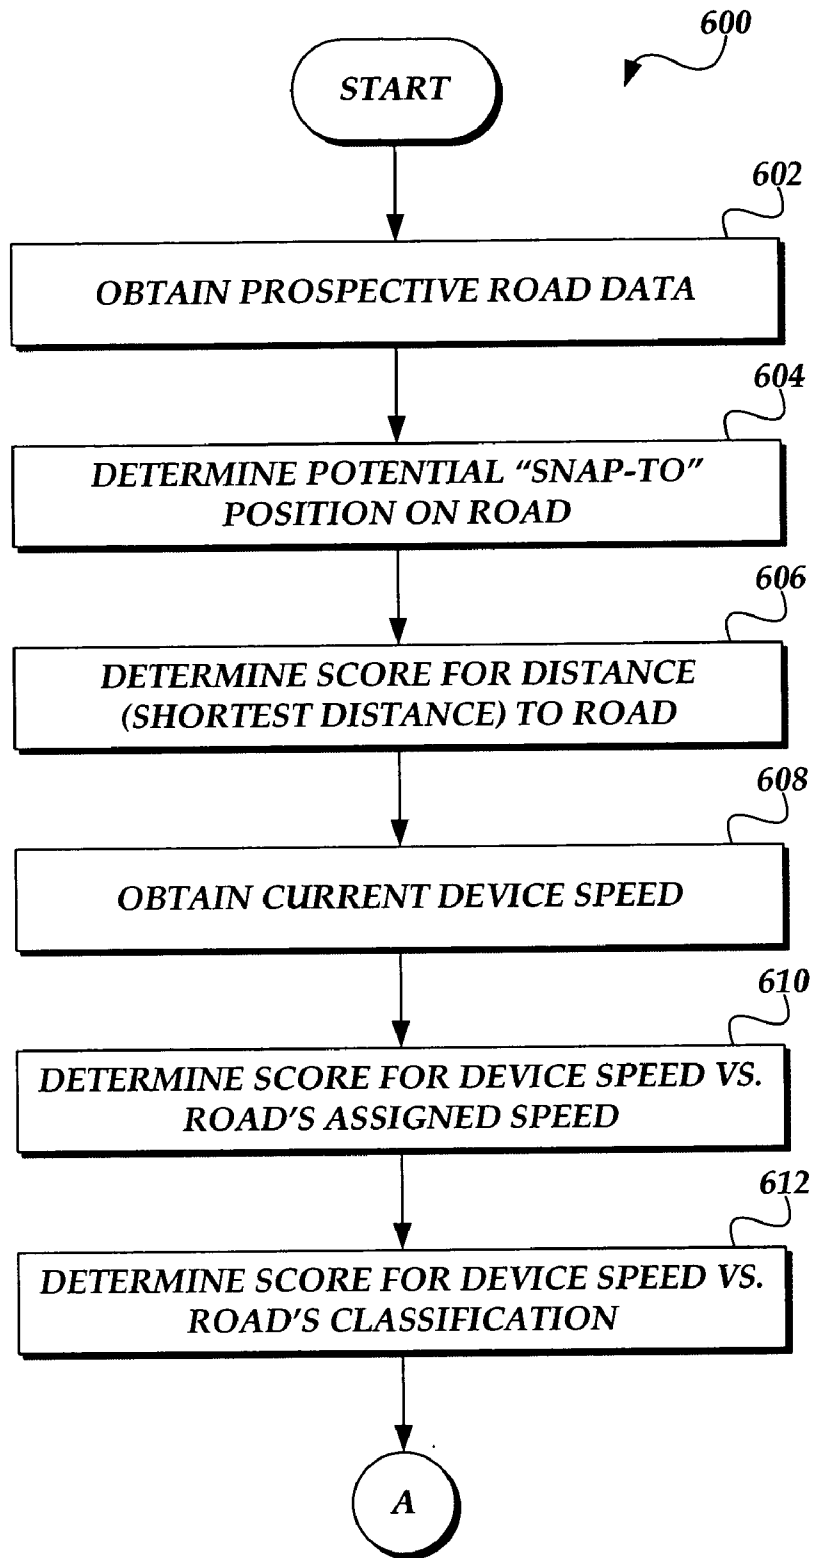 600
START
602
OBTAIN PROSPECTIVE ROAD DATA
604
DETERMINE POTENTIAL “SNAP-TO”
POSITION ON ROAD
606
DETERMINE SCORE FOR DISTANCE
(SHORTEST DISTANCE) TO ROAD
608
OBTAIN CURRENT DEVICE SPEED
610
DETERMINE SCORE FOR DEVICE SPEED VS.
ROAD'S ASSIGNED SPEED
612
DETERMINE SCORE FOR DEVICE SPEED VS.
ROAD'S CLASSIFICATION
A